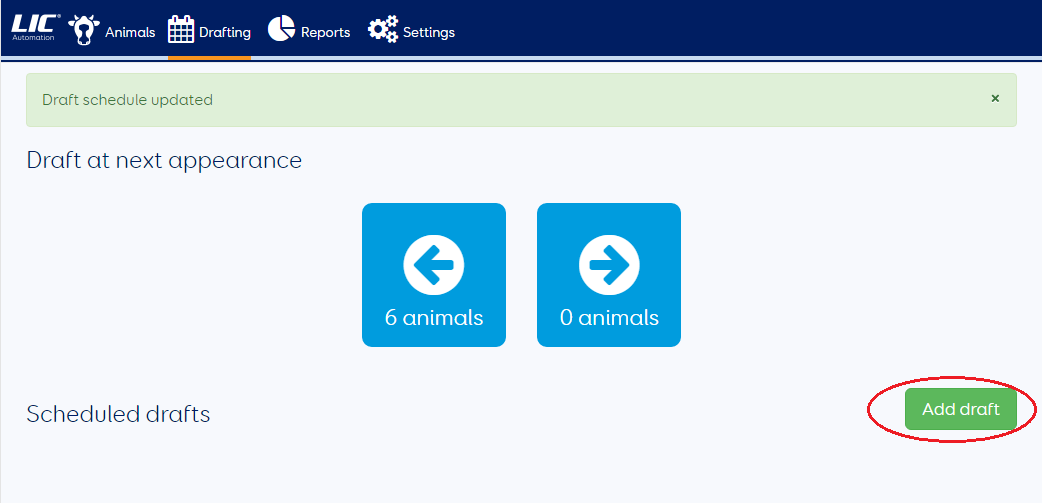 LIC®
Automation
Animals
Drafting
Reports
Settings
Draft schedule updated
×
Draft at next appearance
6 animals
0 animals
Scheduled drafts
Add draft